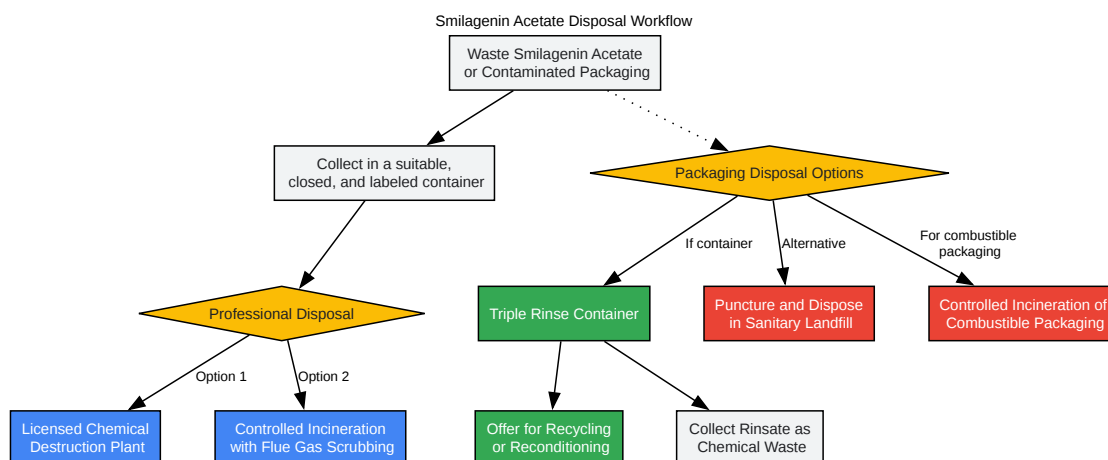 Smilagenin Acetate Disposal Workflow
Waste Smilagenin Acetate
or Contaminated Packaging
Collect in a suitable,
closed, and labeled container
Packaging Disposal Options
If container
Alternative
For combustible
packaging
Professional Disposal
Triple Rinse Container
Puncture and Dispose
in Sanitary Landfill
Controlled Incineration of
Combustible Packaging
Option 1
Option 2
Licensed Chemical
Destruction Plant
Controlled Incineration
with Flue Gas Scrubbing
Offer for Recycling
or Reconditioning
Collect Rinsate as
Chemical Waste